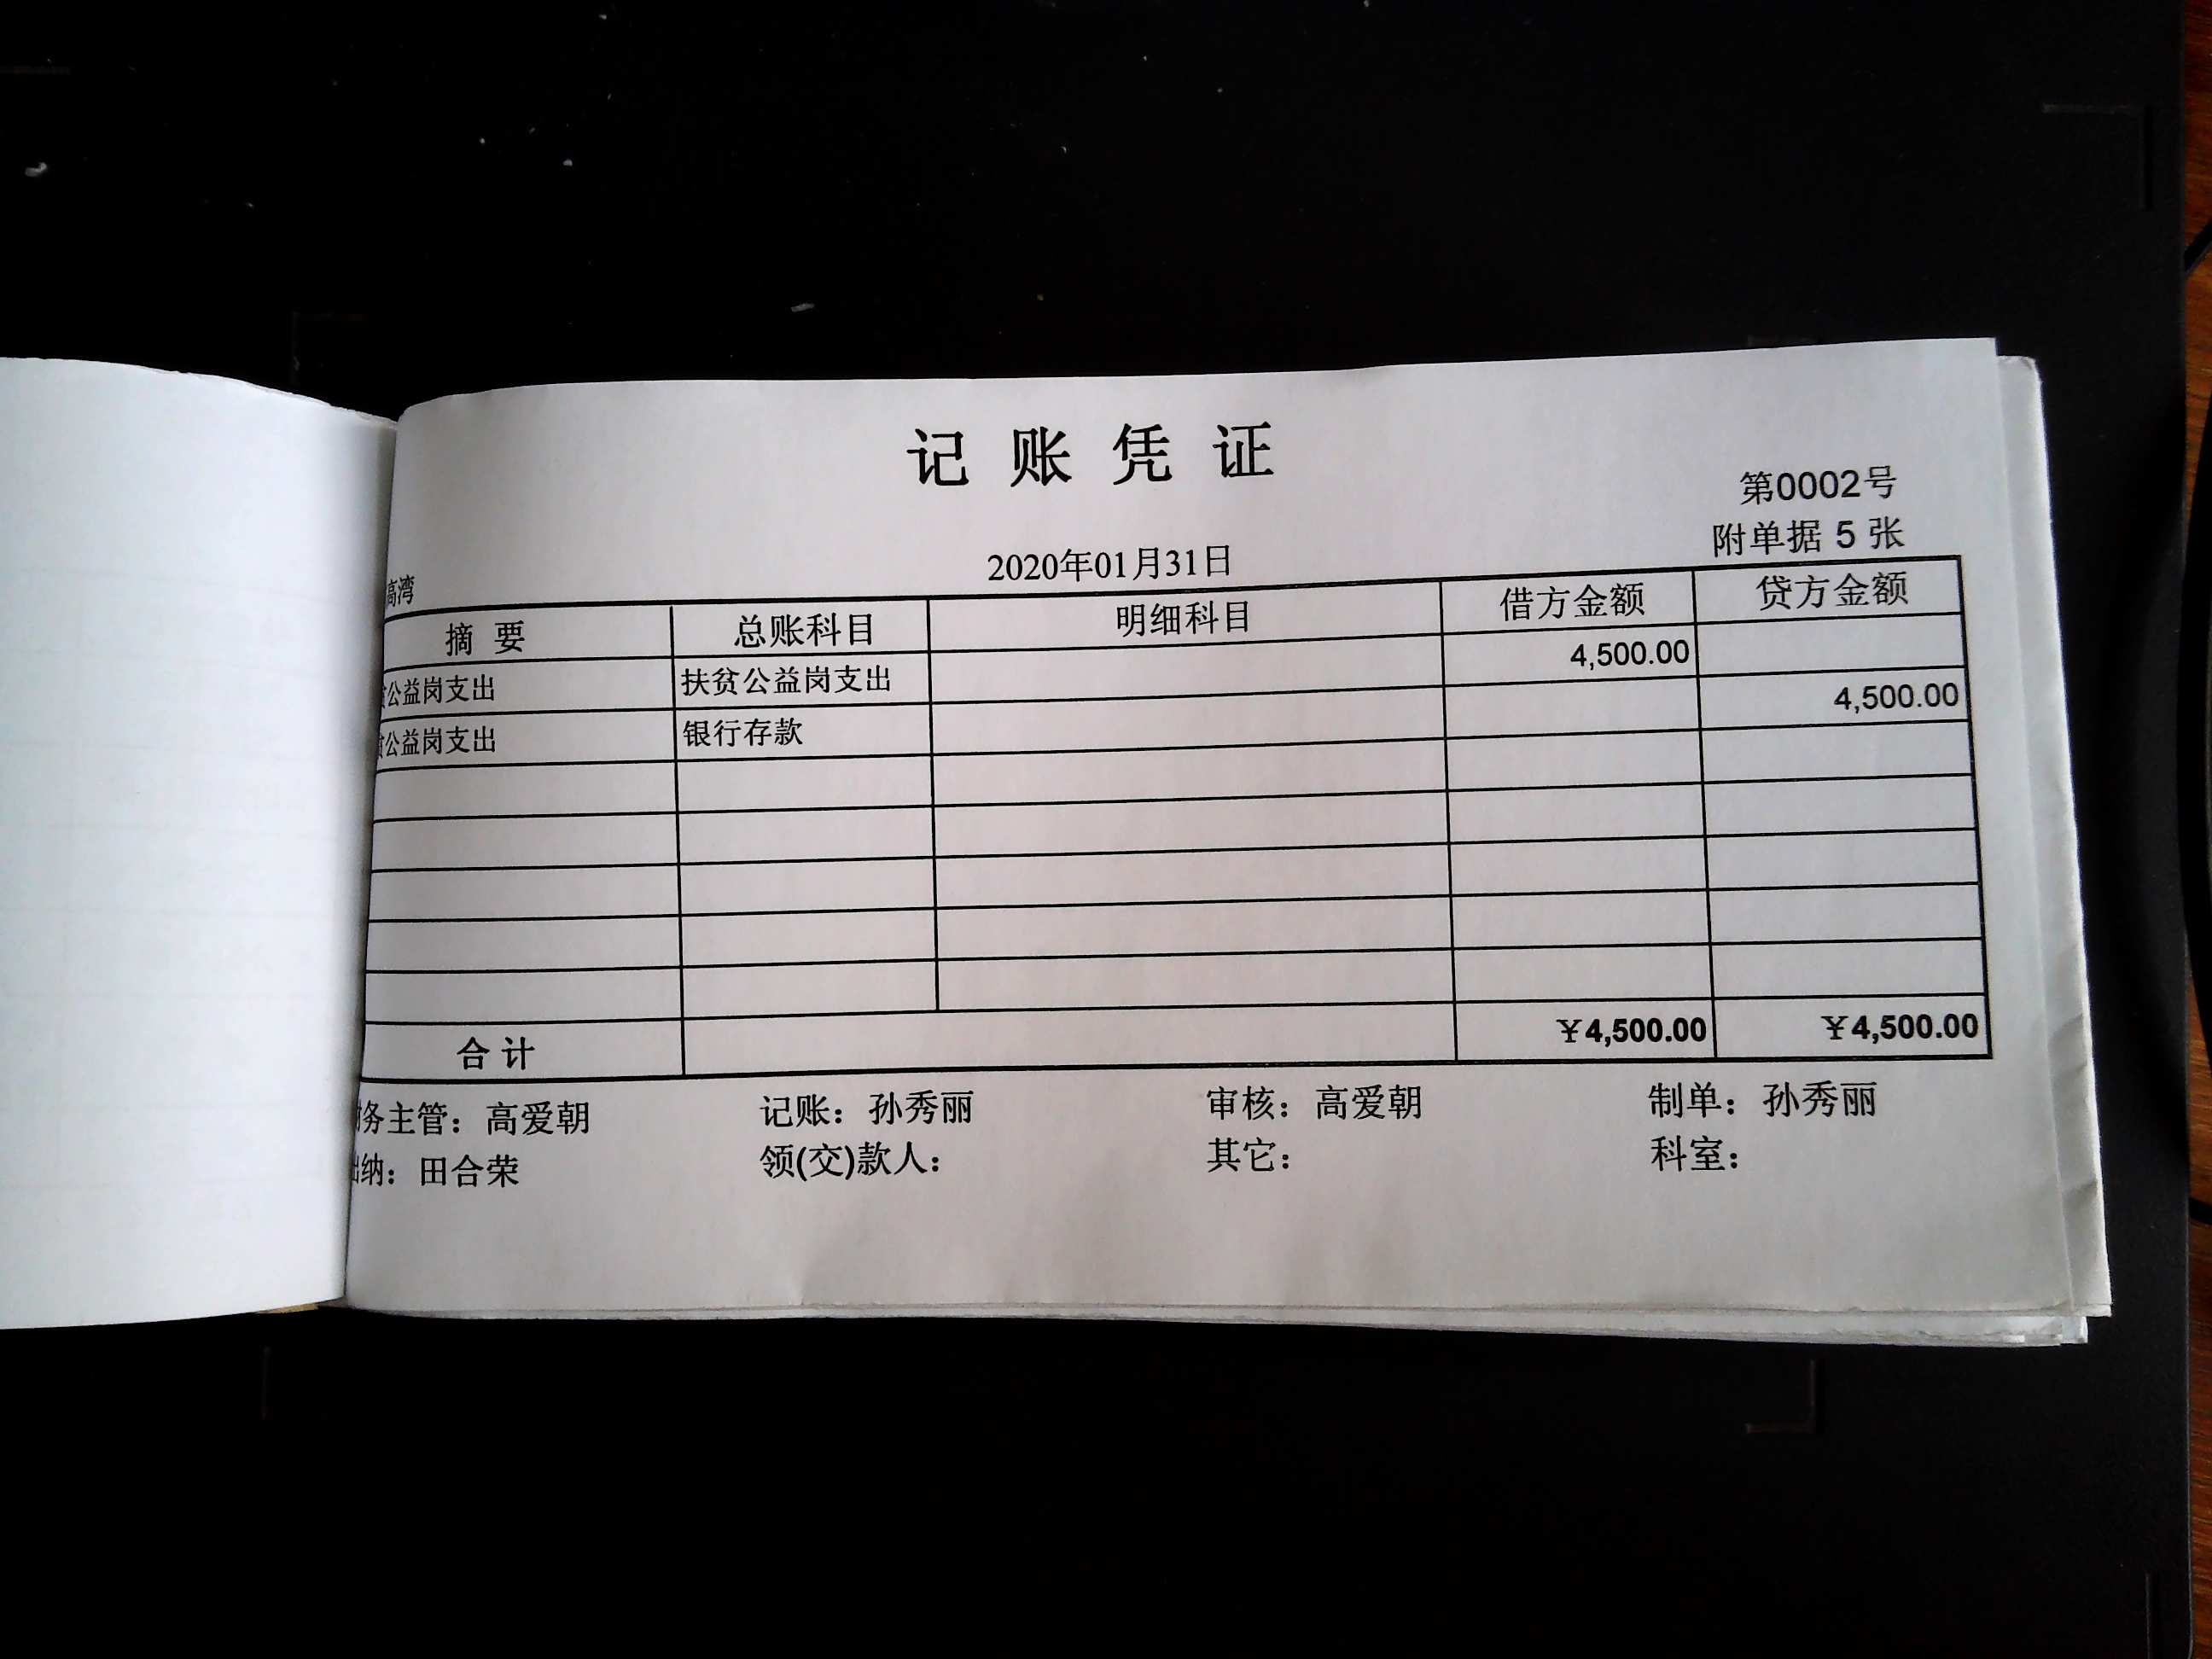 记账凭证
第0002号
附单据 5 张
2020年01月31日
高湾
摘 要 总账科目 明细科目 借方金额 贷方金额
公益岗支出 扶贫公益岗支出 4,500.00
公益岗支出 银行存款 4,500.00
合 计 ¥4,500.00 ¥4,500.00
务主管：高爱朝 记账：孙秀丽 审核：高爱朝 制单：孙秀丽
纳：田合荣 领(交)款人： 其它： 科室：